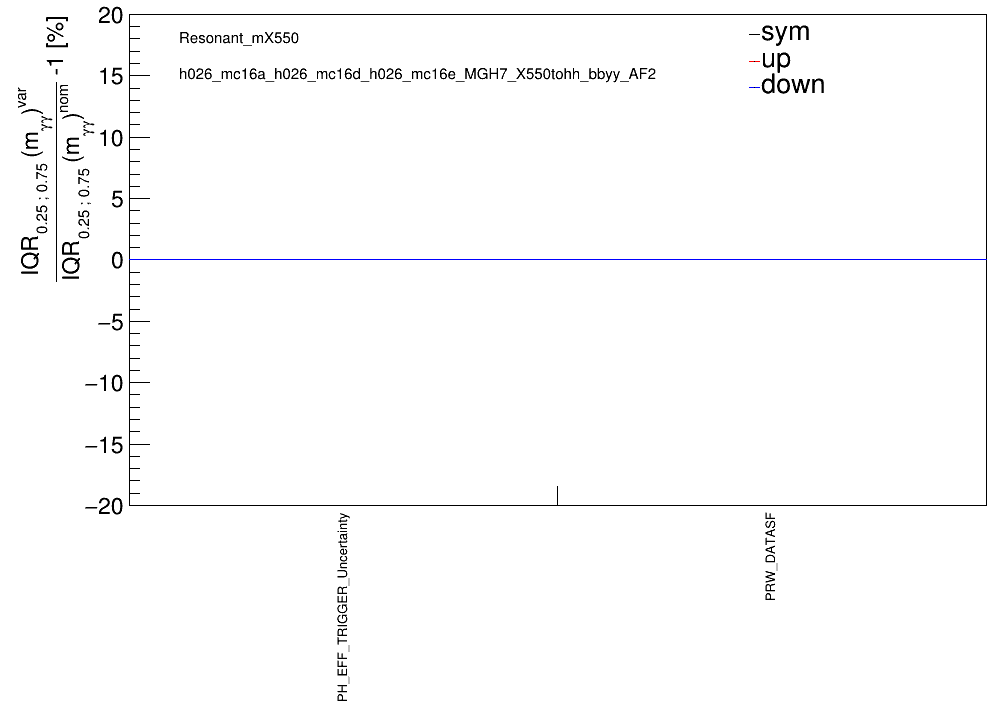 IQR0.25 ; 0.75 (mγγ)var
IQR0.25 ; 0.75 (mγγ)nom
-1 [%]
Resonant_mX550
h026_mc16a_h026_mc16d_h026_mc16e_MGH7_X550tohh_bbyy_AF2
sym
up
down
20
15
10
5
0
−5
−10
−15
−20
PH_EFF_TRIGGER_Uncertainty
PRW_DATASF